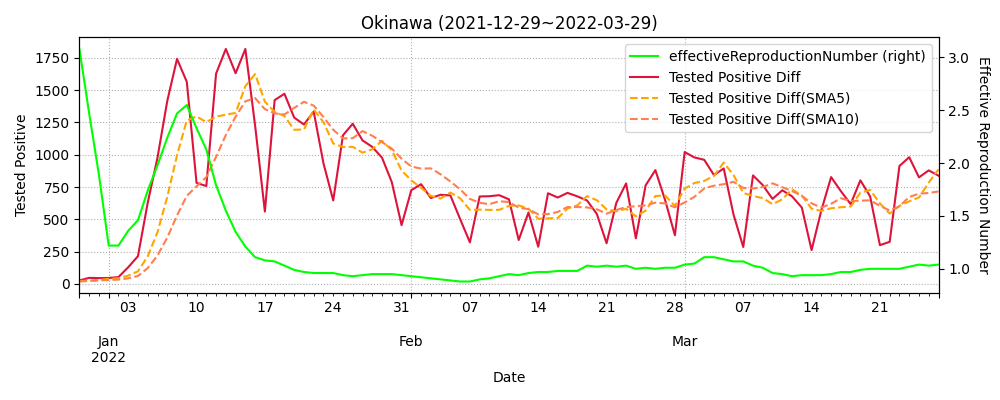 Okinawa (2021-12-29~2022-03-29)
effectiveReproductionNumber (right)
Tested Positive Diff
Tested Positive Diff(SMA5)
Tested Positive Diff(SMA10)
Tested Positive
1750
1500
1250
1000
750
500
250
0
3.0
2.5
2.0
1.5
1.0
Effective Reproduction Number
03 10 17 24 31 07 14 21 28 07 14 21
Jan Feb Mar
2022
Date